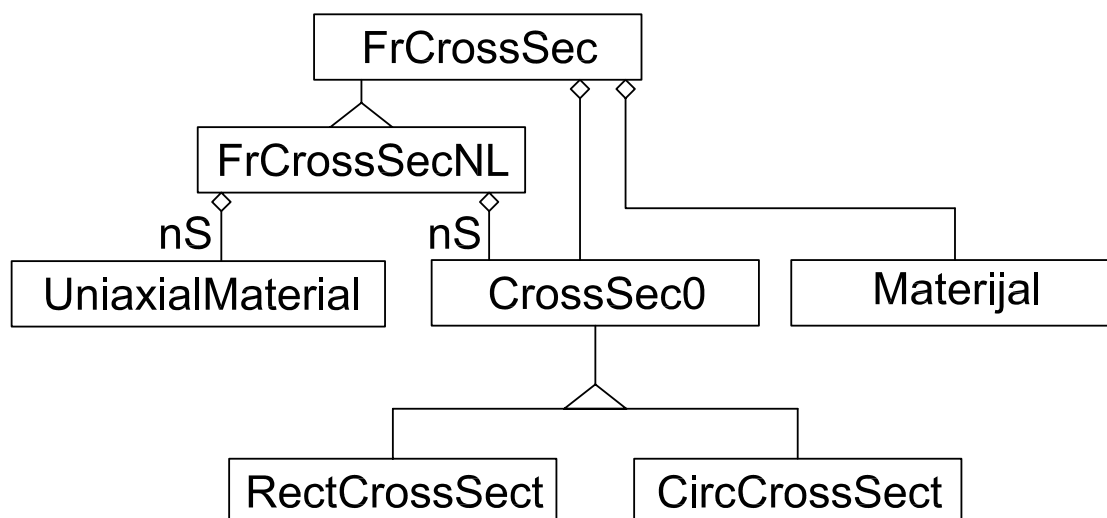 FrCrossSec
FrCrossSecNL
nS
nS
UniaxialMaterial
CrossSec0
Materijal
RectCrossSect
CircCrossSect